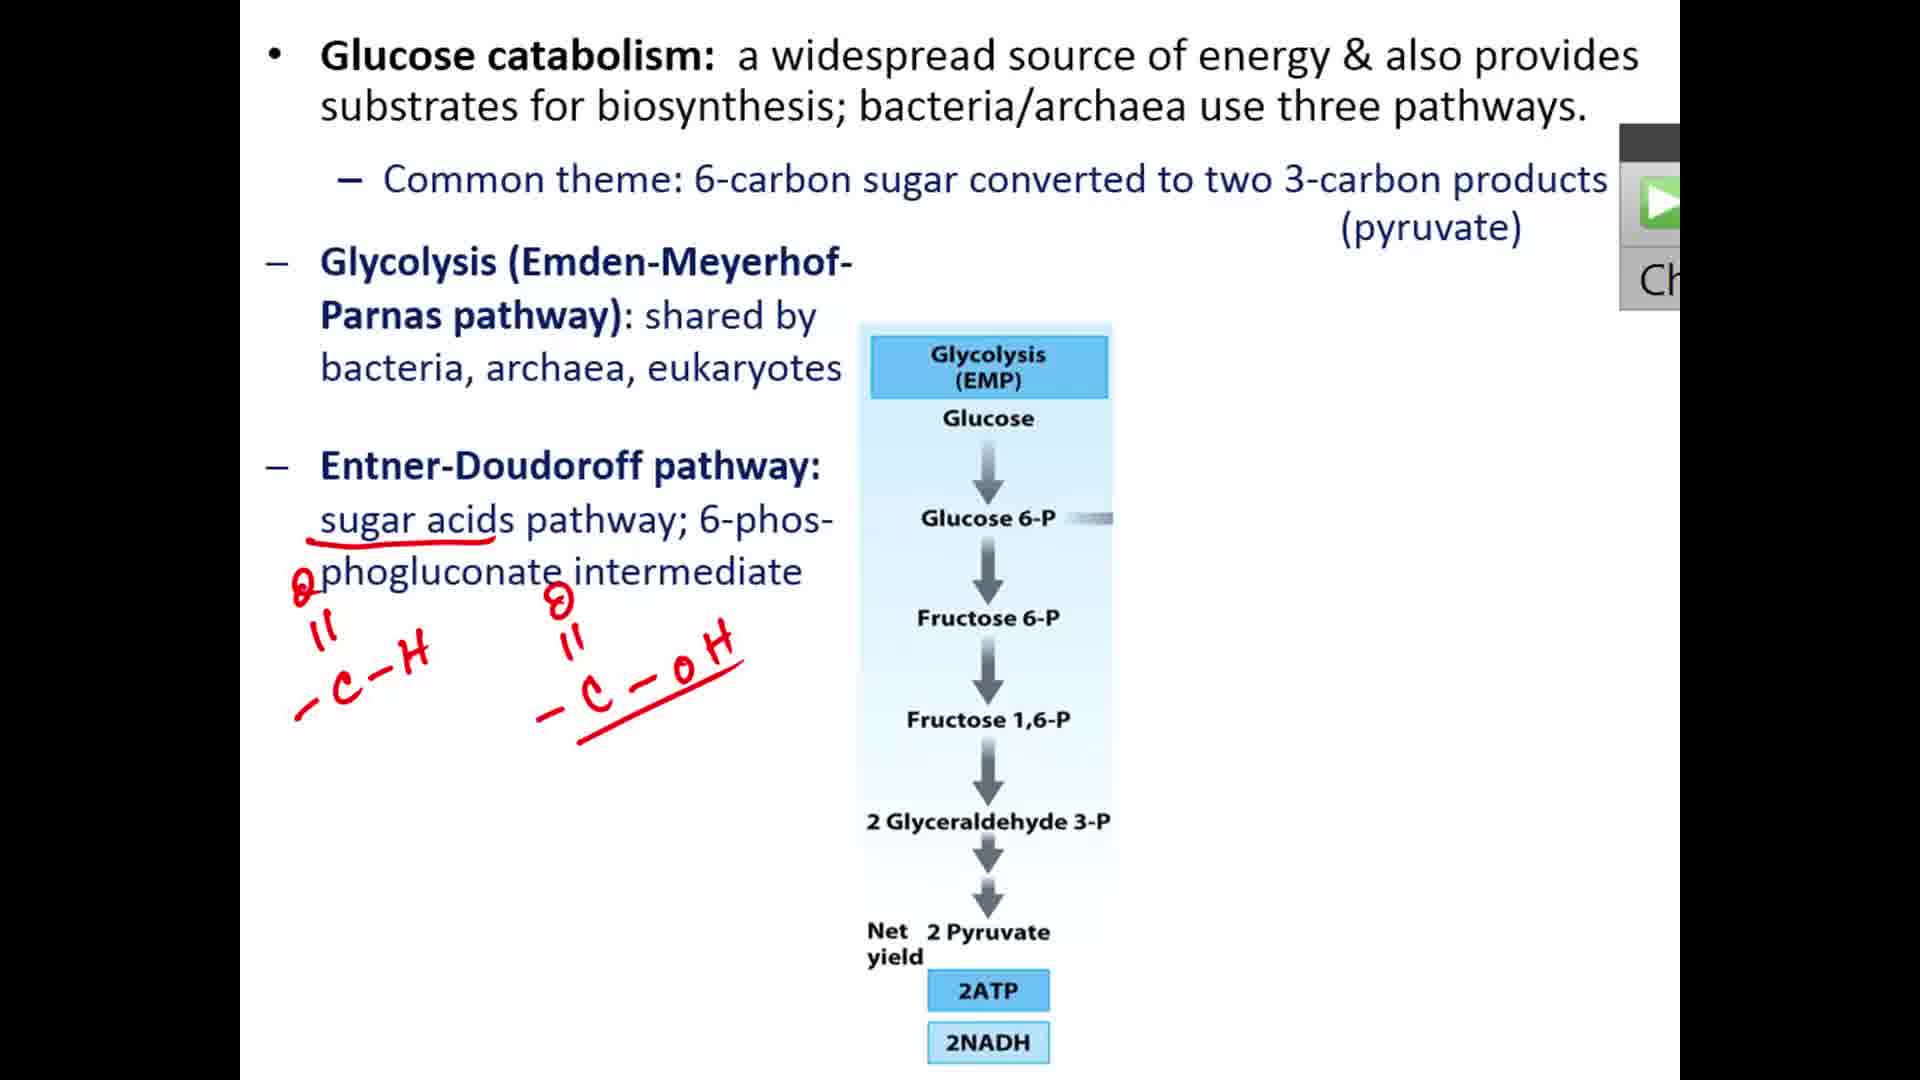 • Glucose catabolism: a widespread source of energy & also provides
substrates for biosynthesis; bacteria/archaea use three pathways.
– Common theme: 6-carbon sugar converted to two 3-carbon products
(pyruvate)
– Glycolysis (Emden-Meyerhof-
Parnas pathway): shared by
bacteria, archaea, eukaryotes
– Entner-Doudoroff pathway:
sugar acids pathway; 6-phos-
phogluconate intermediate
O
=
–C–H
O
=
–C–OH
Glycolysis
(EMP)
Glucose
Glucose 6-P
Fructose 6-P
Fructose 1,6-P
2 Glyceraldehyde 3-P
Net 2 Pyruvate
yield
2ATP
2NADH
Ch